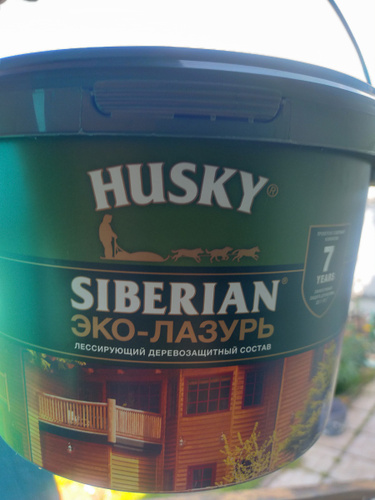 HUSKY®
7
YEARS
SIBERIAN®
ЭКО-ЛАЗУРЬ
ЛЕССИРУЮЩИЙ ДЕРЕВОЗАЩИТНЫЙ СОСТАВ